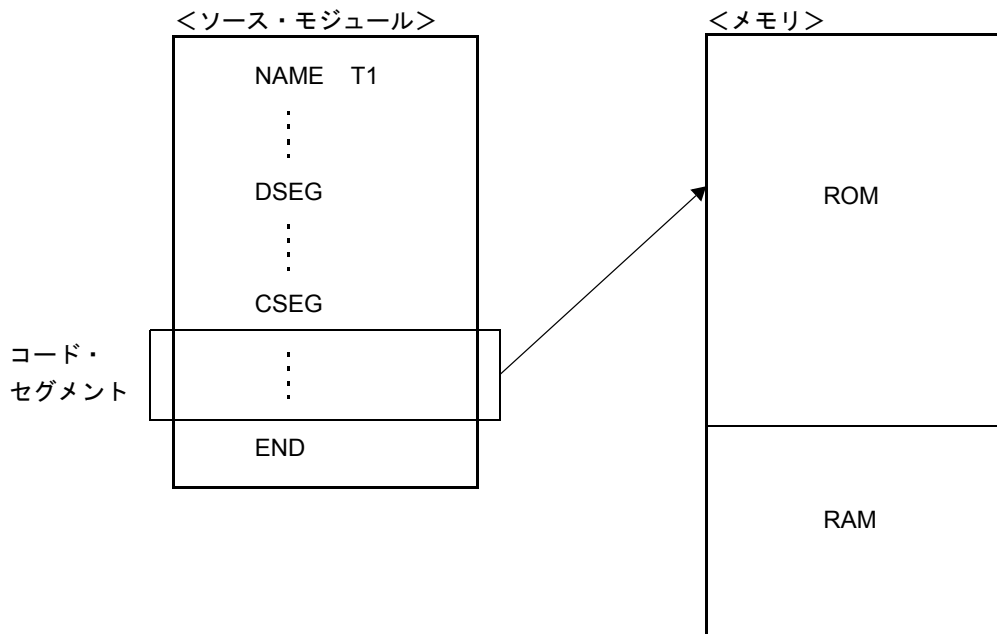 ＜ソース・モジュール＞
NAME T1
DSEG
CSEG
コード・
セグメント
END
＜メモリ＞
ROM
RAM